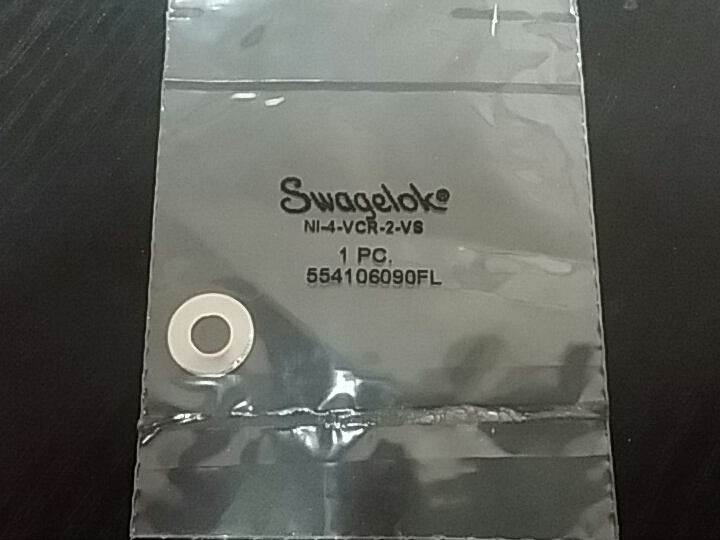 Swagelok®
NI-4-VCR-2-VS
1 PC.
554106090FL